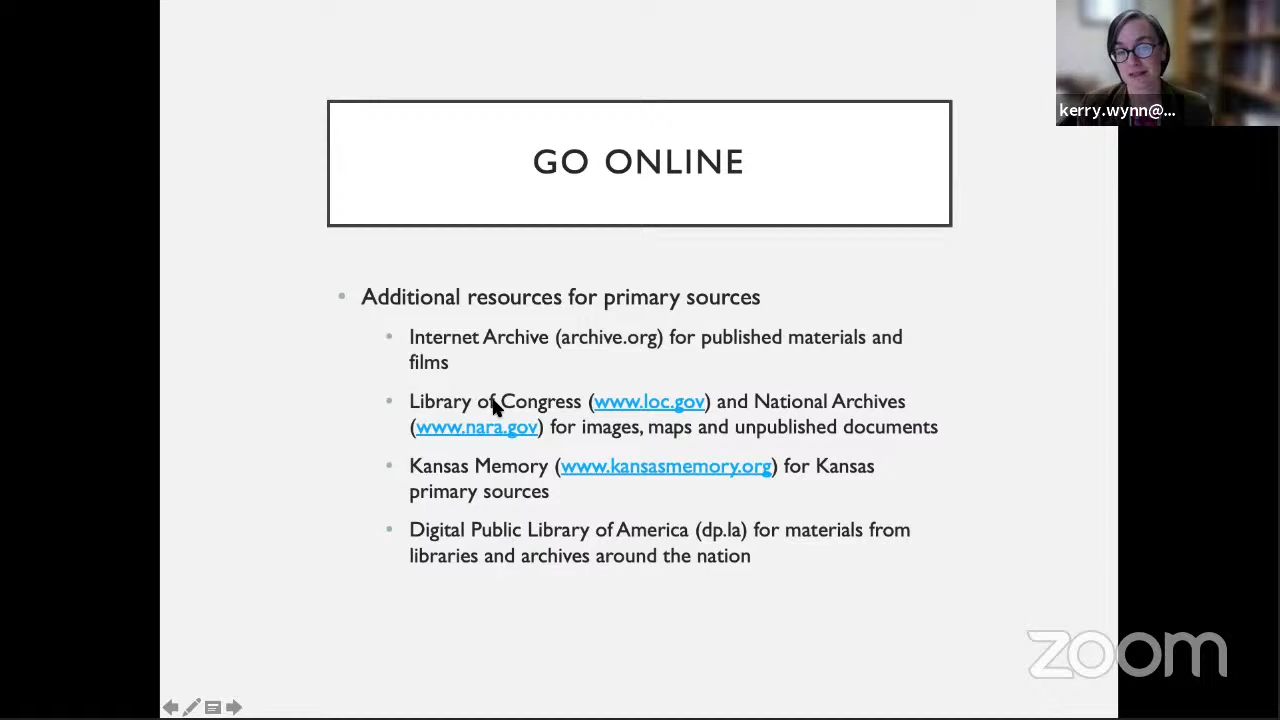 kerry.wynn@...
GO ONLINE
• Additional resources for primary sources
• Internet Archive (archive.org) for published materials and
films
• Library of Congress (www.loc.gov) and National Archives
(www.nara.gov) for images, maps and unpublished documents
• Kansas Memory (www.kansasmemory.org) for Kansas
primary sources
• Digital Public Library of America (dp.la) for materials from
libraries and archives around the nation
zoom